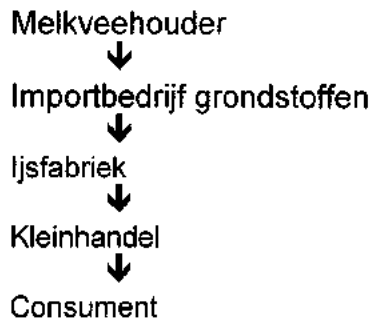 Melkveehouder
Importbedrijf grondstoffen
Ijsfabriek
Kleinhandel
Consument